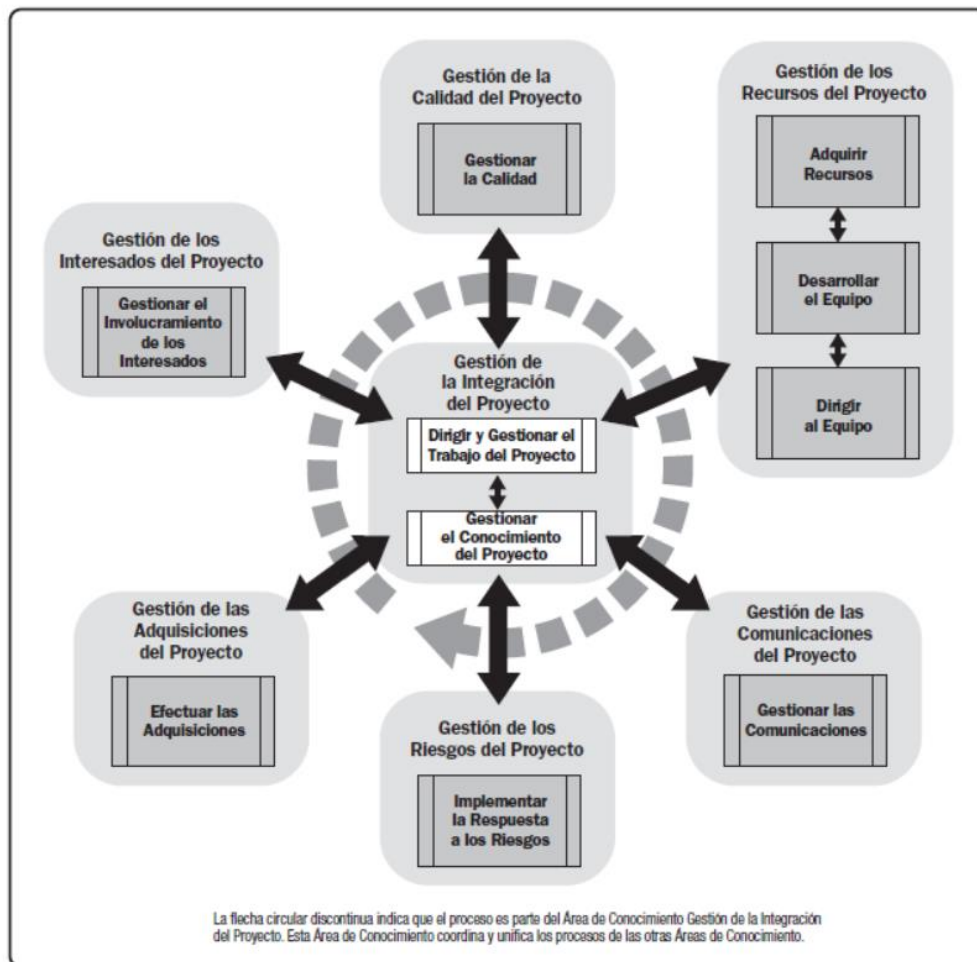 Gestión de la
Calidad del Proyecto
Gestionar
la Calidad
Gestión de los
Recursos del Proyecto
Adquirir
Recursos
Desarrollar
el Equipo
Dirigir
al Equipo
Gestión de los
Interesados del Proyecto
Gestionar el
Involucramiento
de los
Interesados
Gestión de
la Integración
del Proyecto
Dirigir y Gestionar el
Trabajo del Proyecto
Gestionar
el Conocimiento
del Proyecto
Gestión de las
Adquisiciones
del Proyecto
Efectuar las
Adquisiciones
Gestión de los
Riesgos del Proyecto
Implementar
la Respuesta
a los Riesgos
Gestión de las
Comunicaciones
del Proyecto
Gestionar las
Comunicaciones
La flecha circular discontinua indica que el proceso es parte del Área de Conocimiento Gestión de la Integración
del Proyecto. Esta Área de Conocimiento coordina y unifica los procesos de las otras Áreas de Conocimiento.